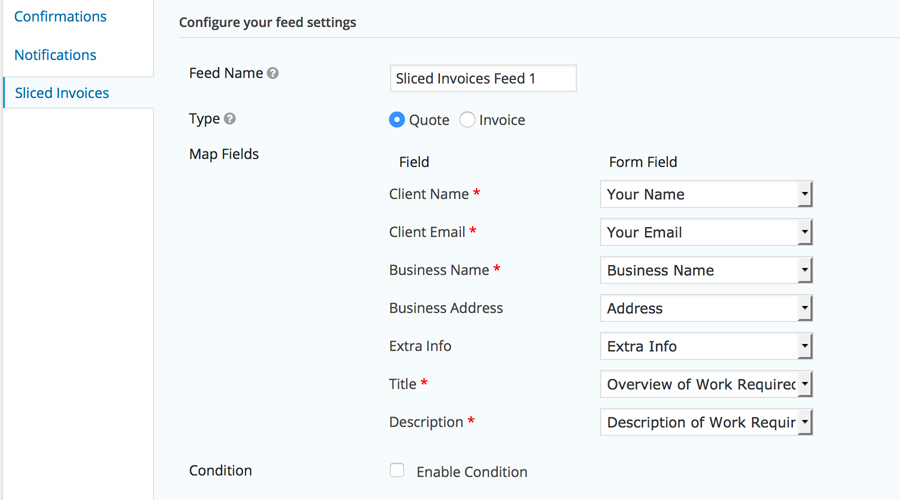 Confirmations
Notifications
Sliced Invoices
Configure your feed settings
Feed Name ?
Sliced Invoices Feed 1
Type ?
Quote Invoice
Map Fields
Field Form Field
Client Name * Your Name
Client Email * Your Email
Business Name * Business Name
Business Address Address
Extra Info Extra Info
Title * Overview of Work Required
Description * Description of Work Requir
Condition Enable Condition